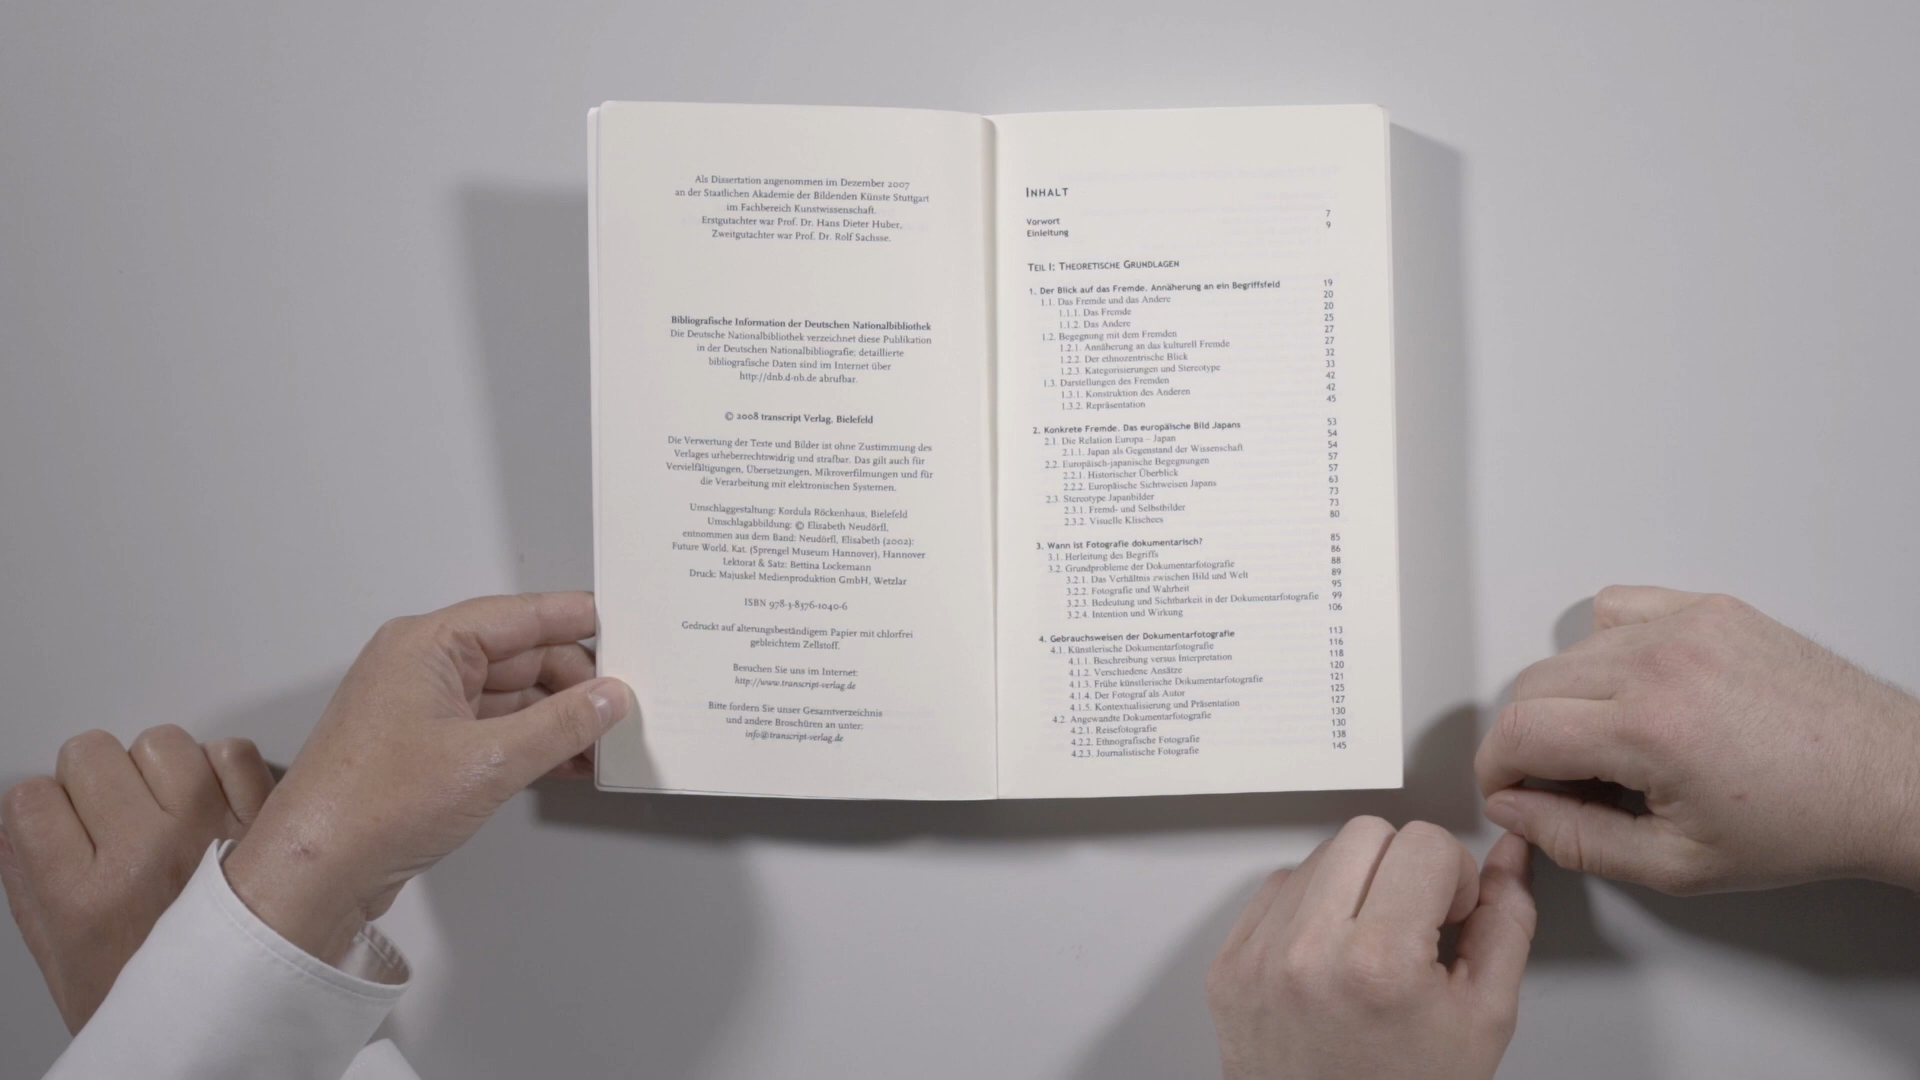 Als Dissertation angenommen im Dezember 2007
an der Staatlichen Akademie der Bildenden Künste Stuttgart
im Fachbereich Kunstwissenschaft.
Erstgutachter war Prof. Dr. Hans Dieter Huber,
Zweitgutachter war Prof. Dr. Rolf Sachsse.
Bibliografische Information der Deutschen Nationalbibliothek
Die Deutsche Nationalbibliothek verzeichnet diese Publikation
in der Deutschen Nationalbibliografie; detaillierte
bibliografische Daten sind im Internet über
http://dnb.d-nb.de abrufbar.
© 2008 transcript Verlag, Bielefeld
Die Verwertung der Texte und Bilder ist ohne Zustimmung des
Verlages urheberrechtswidrig und strafbar. Das gilt auch für
Vervielfältigungen, Übersetzungen, Mikroverfilmungen und für
die Verarbeitung mit elektronischen Systemen.
Umschlaggestaltung: Kordula Röckenhaus, Bielefeld
Umschlagabbildung: © Elisabeth Neudörfl,
entnommen aus dem Band: Neudörfl, Elisabeth (2002):
Future World. Kat. (Sprengel Museum Hannover), Hannover
Lektorat & Satz: Bettina Lockemann
Druck: Majuskel Medienproduktion GmbH, Wetzlar
ISBN 978-3-8376-1040-6
Gedruckt auf alterungsbeständigem Papier mit chlorfrei
gebleichtem Zellstoff.
Besuchen Sie uns im Internet:
http://www.transcript-verlag.de
Bitte fordern Sie unser Gesamtverzeichnis
und andere Broschüren an unter:
info@transcript-verlag.de
INHALT
Vorwort 7
Einleitung 9
TEIL I: THEORETISCHE GRUNDLAGEN
1. Der Blick auf das Fremde. Annäherung an ein Begriffsfeld 19
1.1. Das Fremde und das Andere 20
1.1.1. Das Fremde 20
1.1.2. Das Andere 25
1.2. Begegnung mit dem Fremden 27
1.2.1. Annäherung an das kulturell Fremde 27
1.2.2. Der ethnozentrische Blick 32
1.2.3. Kategorisierungen und Stereotype 33
1.3. Darstellungen des Fremden 42
1.3.1. Konstruktion des Anderen 42
1.3.2. Repräsentation 45
2. Konkrete Fremde. Das europäische Bild Japans 53
2.1. Die Relation Europa – Japan 54
2.1.1. Japan als Gegenstand der Wissenschaft 54
2.2. Europäisch-japanische Begegnungen 57
2.2.1. Historischer Überblick 57
2.2.2. Europäische Sichtweisen Japans 63
2.3. Stereotype Japanbilder 73
2.3.1. Fremd- und Selbstbilder 73
2.3.2. Visuelle Klischees 80
3. Wann ist Fotografie dokumentarisch? 85
3.1. Herleitung des Begriffs 86
3.2. Grundprobleme der Dokumentarfotografie 88
3.2.1. Das Verhältnis zwischen Bild und Welt 89
3.2.2. Fotografie und Wahrheit 95
3.2.3. Bedeutung und Sichtbarkeit in der Dokumentarfotografie 99
3.2.4. Intention und Wirkung 106
4. Gebrauchsweisen der Dokumentarfotografie 113
4.1. Künstlerische Dokumentarfotografie 116
4.1.1. Beschreibung versus Interpretation 118
4.1.2. Verschiedene Ansätze 120
4.1.3. Frühe künstlerische Dokumentarfotografie 121
4.1.4. Der Fotograf als Autor 125
4.1.5. Kontextualisierung und Präsentation 127
4.2. Angewandte Dokumentarfotografie 130
4.2.1. Reisefotografie 130
4.2.2. Ethnografische Fotografie 138
4.2.3. Journalistische Fotografie 145